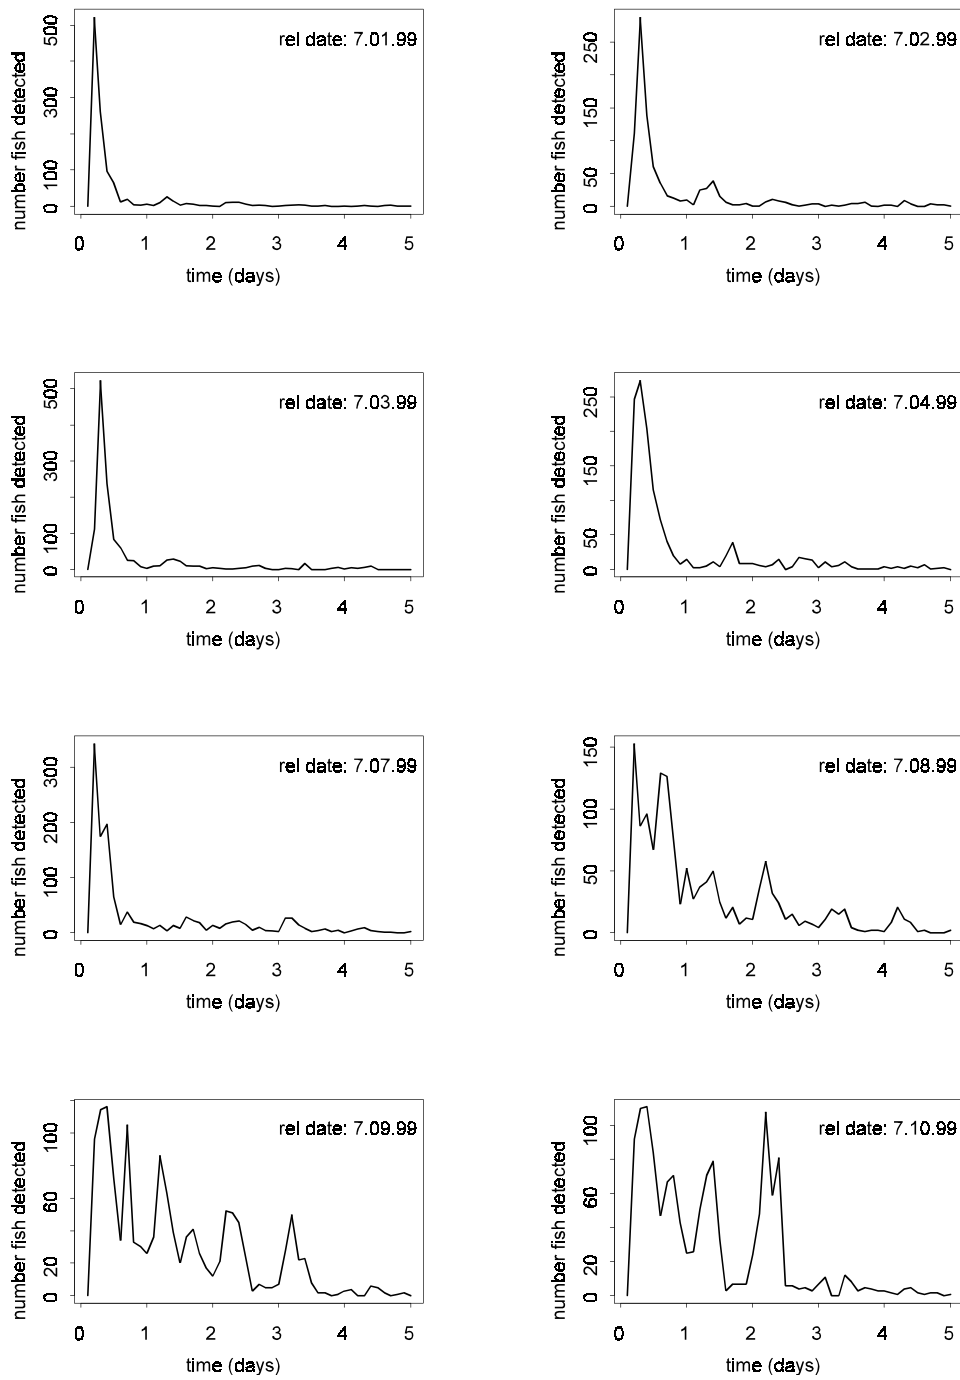 number fish detected
0 100 300 500
rel date: 7.01.99
0 1 2 3 4 5
time (days)
number fish detected
0 50 150 250
rel date: 7.02.99
0 1 2 3 4 5
time (days)
number fish detected
0 100 300 500
rel date: 7.03.99
0 1 2 3 4 5
time (days)
number fish detected
0 50 150 250
rel date: 7.04.99
0 1 2 3 4 5
time (days)
number fish detected
0 100 200 300
rel date: 7.07.99
0 1 2 3 4 5
time (days)
number fish detected
0 50 100 150
rel date: 7.08.99
0 1 2 3 4 5
time (days)
number fish detected
0 20 60 100
rel date: 7.09.99
0 1 2 3 4 5
time (days)
number fish detected
0 20 60 100
rel date: 7.10.99
0 1 2 3 4 5
time (days)